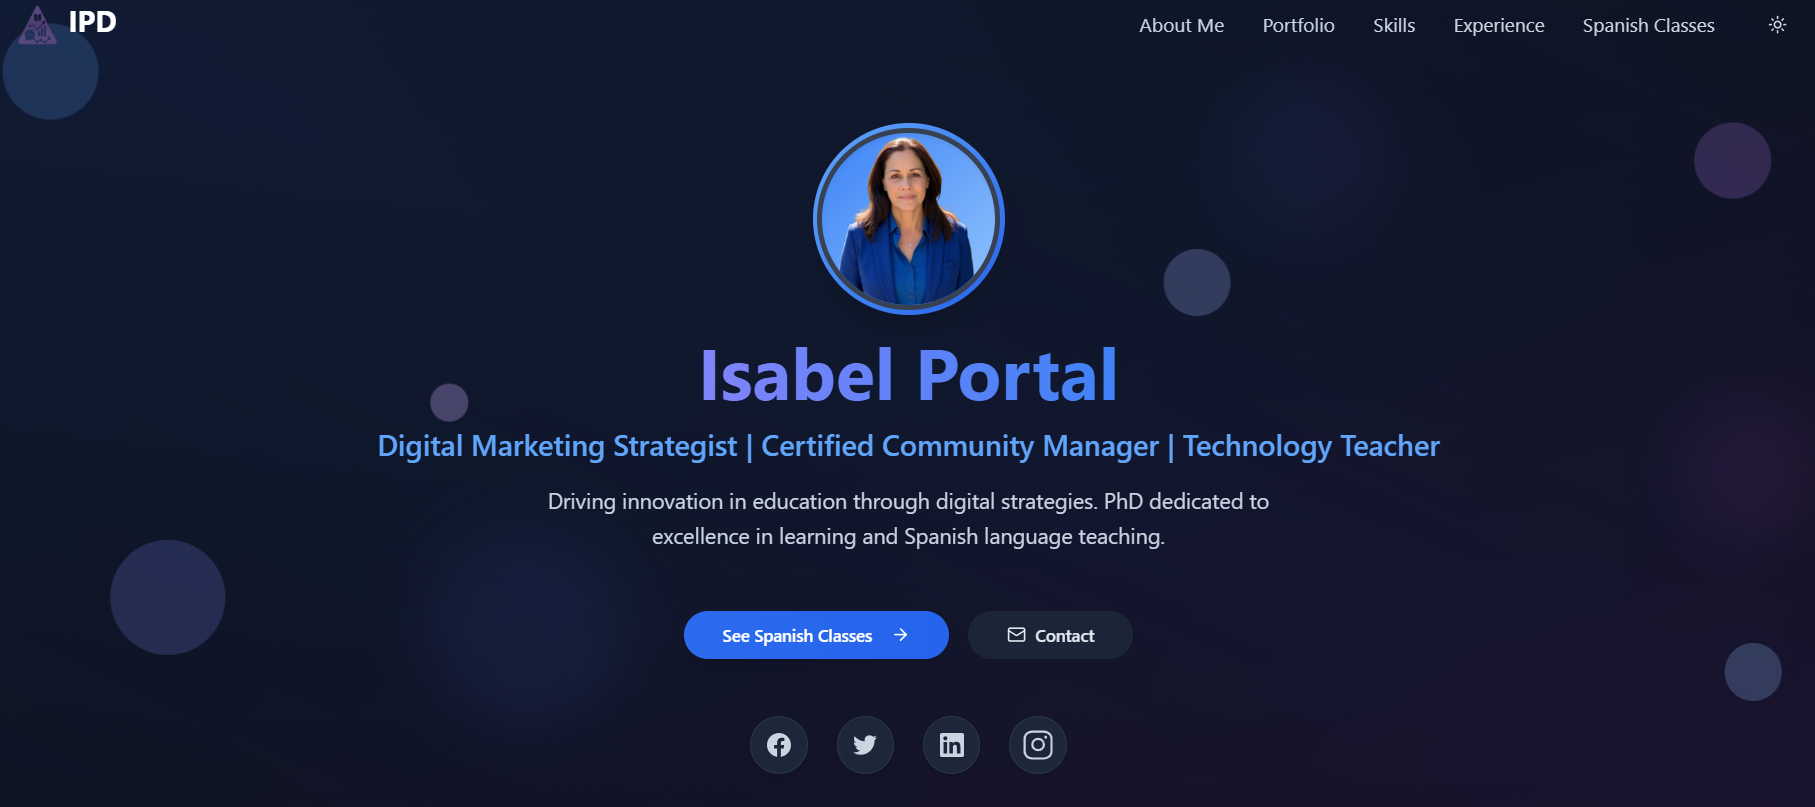 IPD
About Me
Portfolio
Skills
Experience
Spanish Classes
Isabel Portal
Digital Marketing Strategist | Certified Community Manager | Technology Teacher
Driving innovation in education through digital strategies. PhD dedicated to
excellence in learning and Spanish language teaching.
See Spanish Classes
Contact